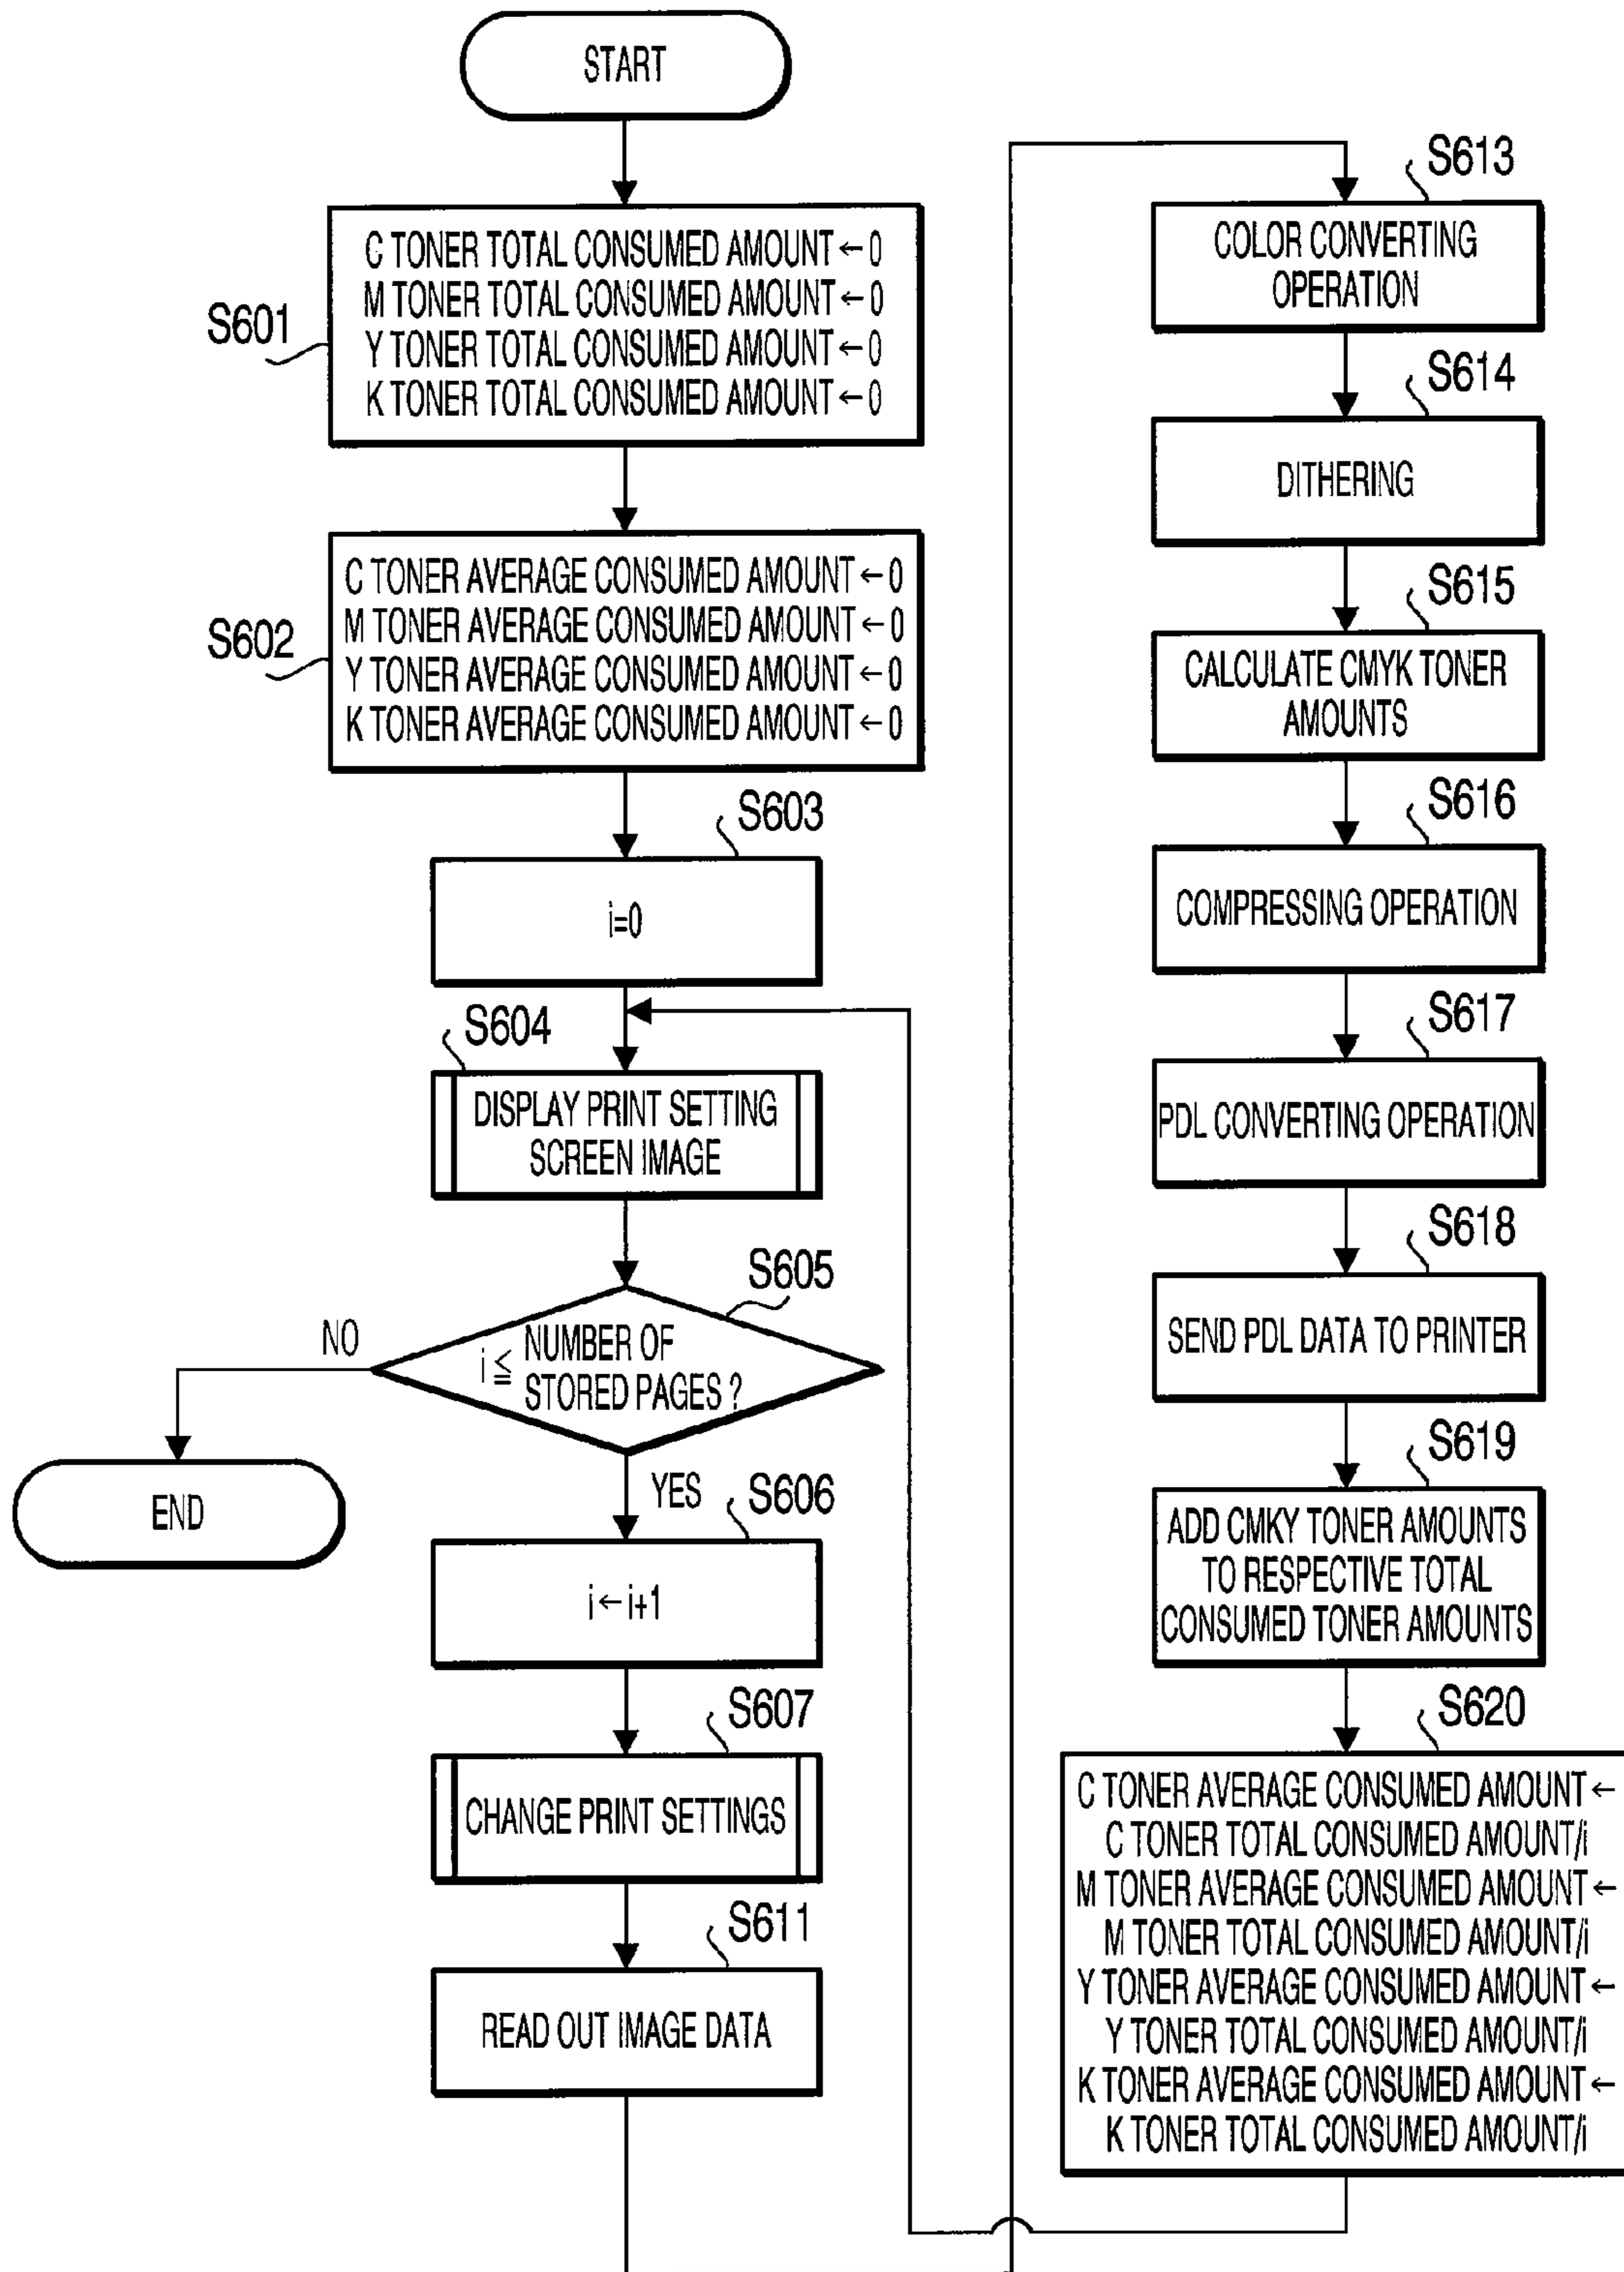 START
S601
C TONER TOTAL CONSUMED AMOUNT←0
M TONER TOTAL CONSUMED AMOUNT←0
Y TONER TOTAL CONSUMED AMOUNT←0
K TONER TOTAL CONSUMED AMOUNT←0
S602
C TONER AVERAGE CONSUMED AMOUNT←0
M TONER AVERAGE CONSUMED AMOUNT←0
Y TONER AVERAGE CONSUMED AMOUNT←0
K TONER AVERAGE CONSUMED AMOUNT←0
S603
i=0
S604
DISPLAY PRINT SETTING
SCREEN IMAGE
S605
i≦ NUMBER OF
STORED PAGES ?
NO
END
YES
S606
i←i+1
S607
CHANGE PRINT SETTINGS
S611
READ OUT IMAGE DATA
S613
COLOR CONVERTING
OPERATION
S614
DITHERING
S615
CALCULATE CMYK TONER
AMOUNTS
S616
COMPRESSING OPERATION
S617
PDL CONVERTING OPERATION
S618
SEND PDL DATA TO PRINTER
S619
ADD CMKY TONER AMOUNTS
TO RESPECTIVE TOTAL
CONSUMED TONER AMOUNTS
S620
C TONER AVERAGE CONSUMED AMOUNT←
C TONER TOTAL CONSUMED AMOUNT/i
M TONER AVERAGE CONSUMED AMOUNT←
M TONER TOTAL CONSUMED AMOUNT/i
Y TONER AVERAGE CONSUMED AMOUNT←
Y TONER TOTAL CONSUMED AMOUNT/i
K TONER AVERAGE CONSUMED AMOUNT←
K TONER TOTAL CONSUMED AMOUNT/i